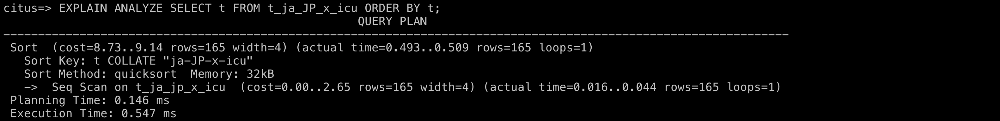 citus=> EXPLAIN ANALYZE SELECT t FROM t_ja_JP_x_icu ORDER BY t;
QUERY PLAN
-----------------------------------------------------------------------------------------------------------------
Sort  (cost=8.73..9.14 rows=165 width=4) (actual time=0.493..0.509 rows=165 loops=1)
Sort Key: t COLLATE "ja-JP-x-icu"
Sort Method: quicksort  Memory: 32kB
->  Seq Scan on t_ja_jp_x_icu  (cost=0.00..2.65 rows=165 width=4) (actual time=0.016..0.044 rows=165 loops=1)
Planning Time: 0.146 ms
Execution Time: 0.547 ms